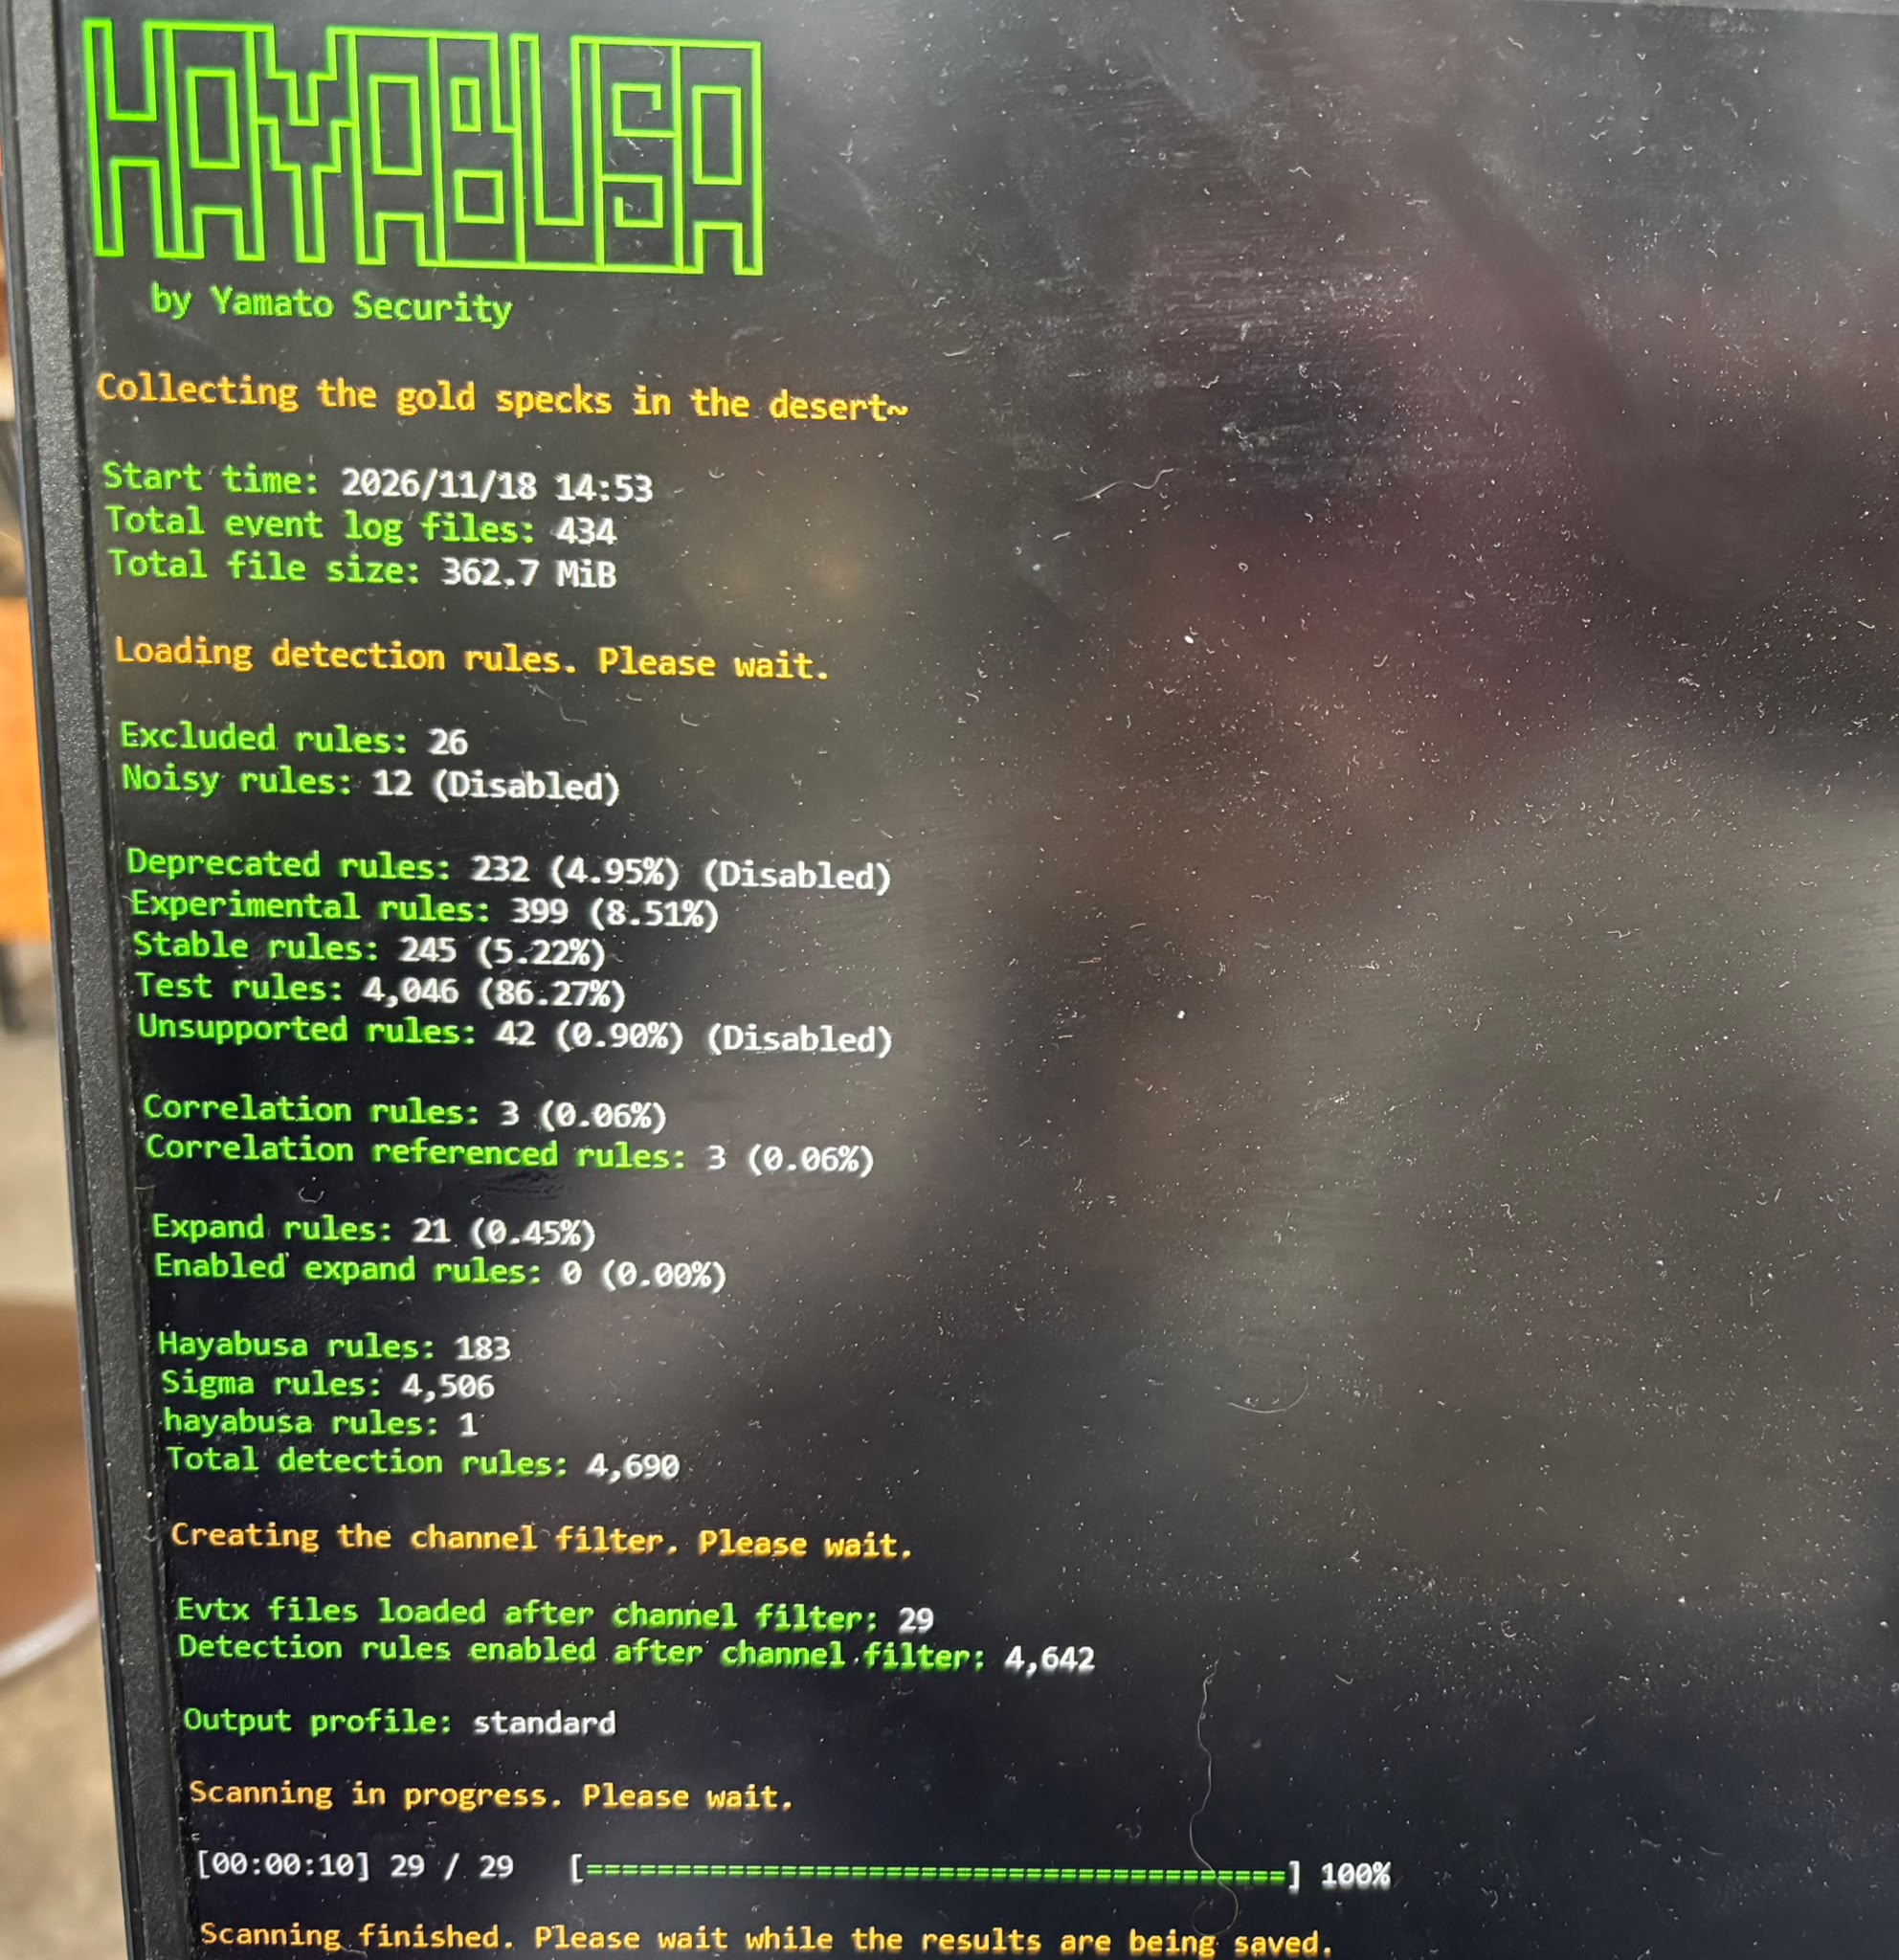 HAYABUSA
by Yamato Security
Collecting the gold specks in the desert~
Start time: 2026/11/18 14:53
Total event log files: 434
Total file size: 362.7 MiB
Loading detection rules. Please wait.
Excluded rules: 26
Noisy rules: 12 (Disabled)
Deprecated rules: 232 (4.95%) (Disabled)
Experimental rules: 399 (8.51%)
Stable rules: 245 (5.22%)
Test rules: 4,046 (86.27%)
Unsupported rules: 42 (0.90%) (Disabled)
Correlation rules: 3 (0.06%)
Correlation referenced rules: 3 (0.06%)
Expand rules: 21 (0.45%)
Enabled expand rules: 0 (0.00%)
Hayabusa rules: 183
Sigma rules: 4,506
hayabusa rules: 1
Total detection rules: 4,690
Creating the channel filter. Please wait.
Evtx files loaded after channel filter: 29
Detection rules enabled after channel filter: 4,642
Output profile: standard
Scanning in progress. Please wait.
[00:00:10] 29 / 29 [========================================] 100%
Scanning finished. Please wait while the results are being saved.